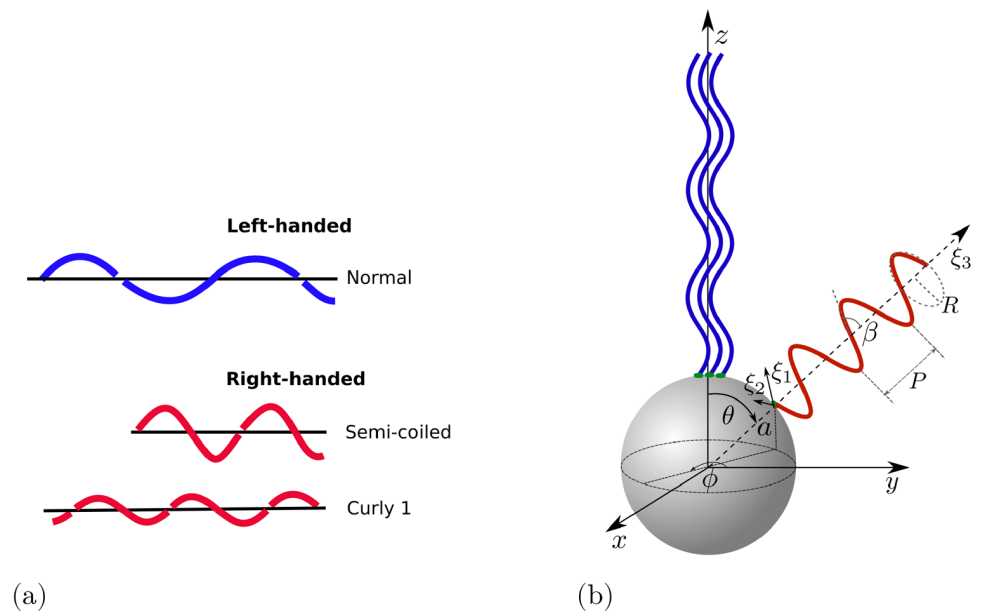 Left-handed
Normal
Right-handed
Semi-coiled
Curly 1
(a)
z
ξ3
R
β
P
ξ1
ξ2
θ
a
ϕ
y
x
(b)